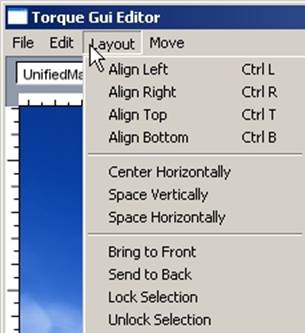 Torque Gui Editor
File Edit Layout Move
UnifiedMa
Align Left Ctrl L
Align Right Ctrl R
Align Top Ctrl T
Align Bottom Ctrl B
Center Horizontally
Space Vertically
Space Horizontally
Bring to Front
Send to Back
Lock Selection
Unlock Selection